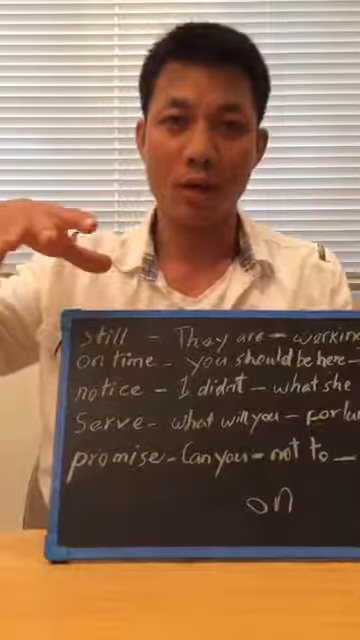 still - They are - working
on time - you should be here -
notice - I didn't - what she
Serve - what will you - for lun
promise - Can you - not to -
on